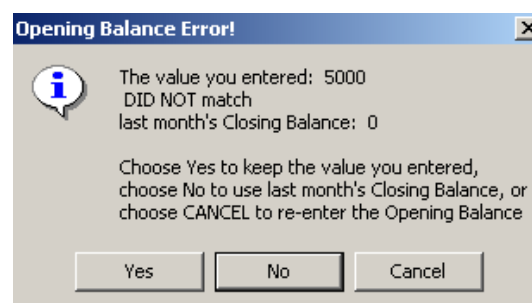 Opening Balance Error!
The value you entered: 5000
DID NOT match
last month's Closing Balance: 0
Choose Yes to keep the value you entered,
choose No to use last month's Closing Balance, or
choose CANCEL to re-enter the Opening Balance
Yes No Cancel